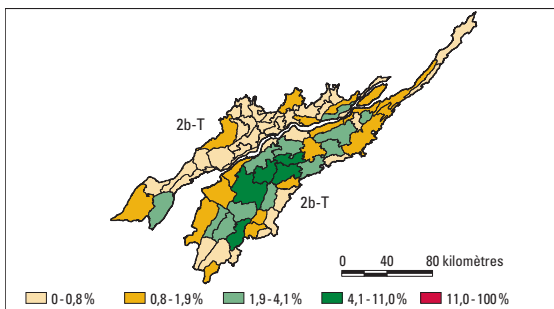 2b-T
2b-T
0 40 80 kilomètres
0 - 0,8 % 0,8 - 1,9 % 1,9 - 4,1 % 4,1 - 11,0 % 11,0 - 100 %